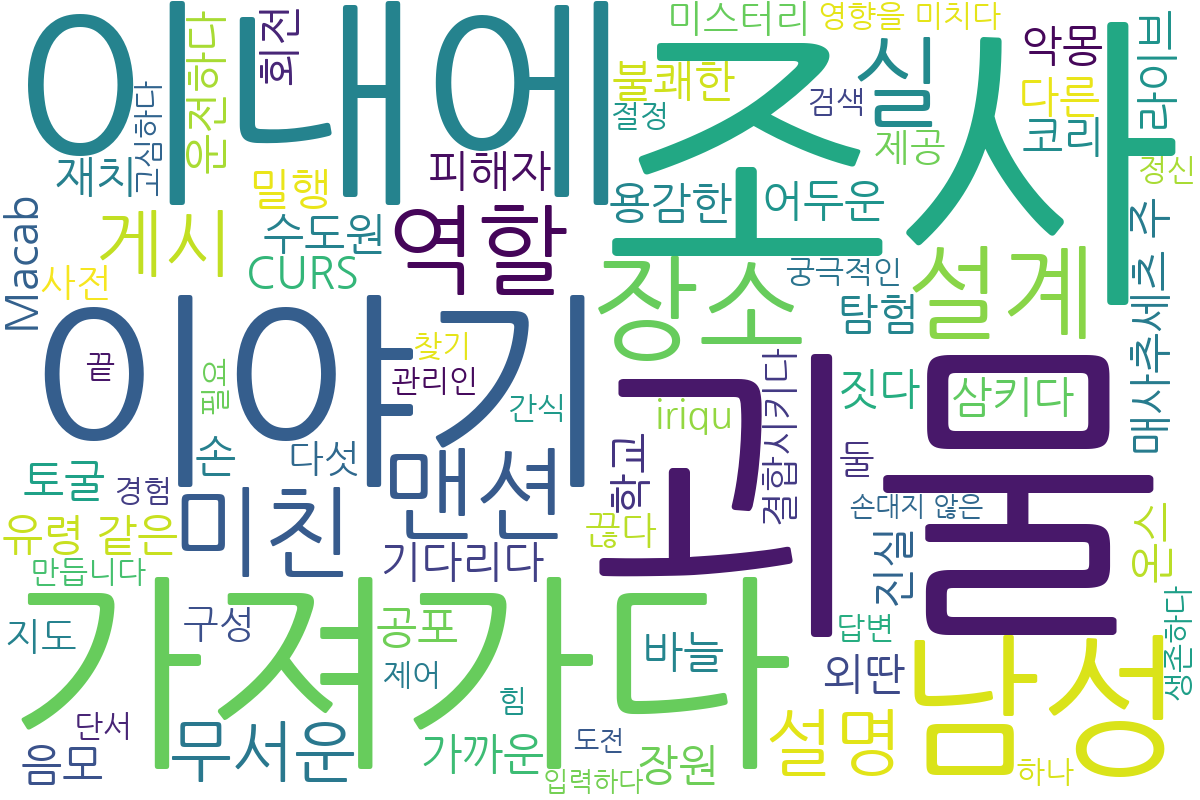 이내에
조사
운전하다
회전
고심하다
재치
밀행
피해자
미스터리
영향을 미치다
불쾌한
절정
검색
실
제공
악몽
다른
코리
라이브
정신
Macab
게시
수도원
CURS
사전
역할
용감한
어두운
장소
궁극적인
탐험
설계
매사추세츠 주
이야기
끝
필요
찾기
관리인
간식
손
다섯
괴물
iriqu
결합시키다
학교
짓다
삼키다
둘
손대지 않은
토굴
경험
유령 같은
미친
맨션
기다리다
끊다
진실
온스
만듭니다
가져가다
지도
구성
공포
제어
힘
바늘
답변
외딴
남성
생존하다
단서
음모
무서운
가까운
도전
입력하다
장원
설명
하나